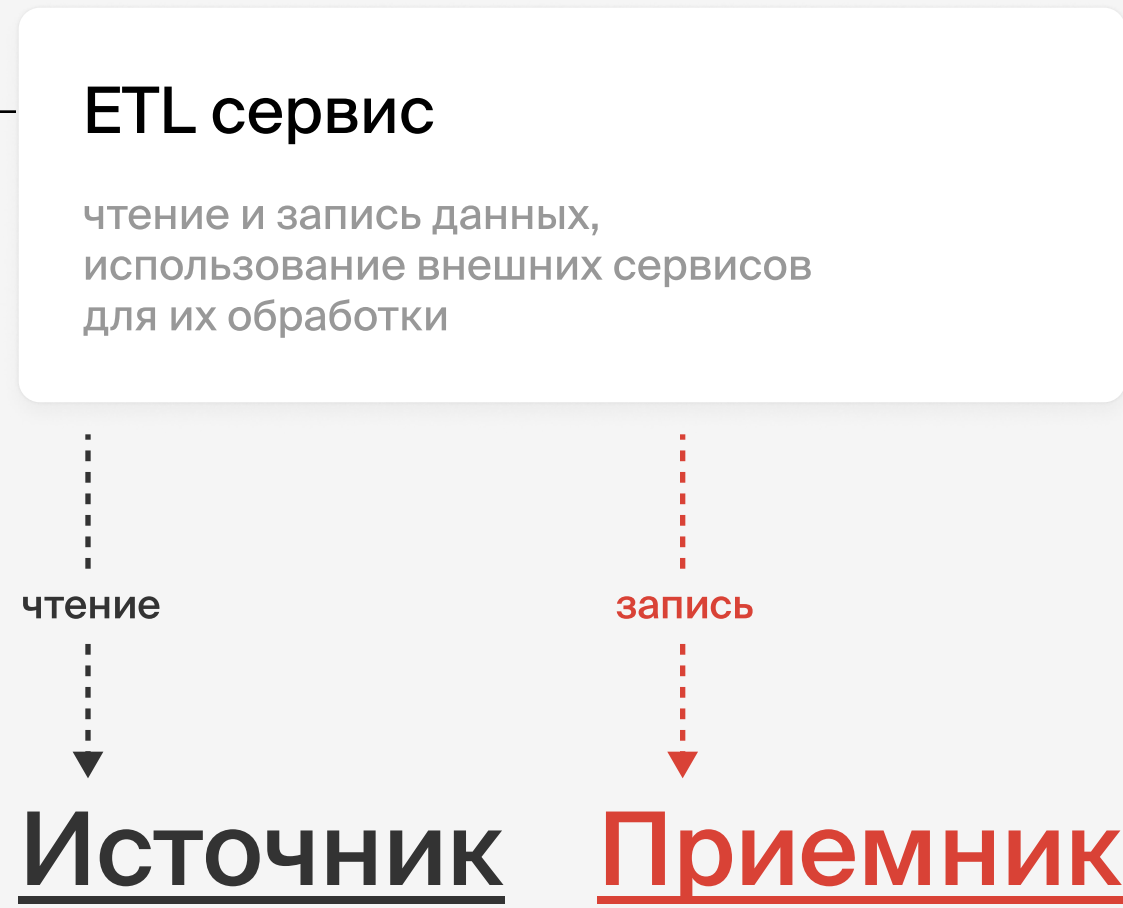 ETL сервис
чтение и запись данных,
использование внешних сервисов
для их обработки
чтение
запись
Источник
Приемник